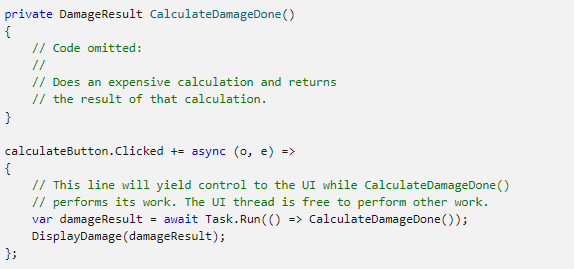 private DamageResult CalculateDamageDone()
{
    // Code omitted:
    //
    // Does an expensive calculation and returns
    // the result of that calculation.
}

calculateButton.Clicked += async (o, e) =>
{
    // This line will yield control to the UI while CalculateDamageDone()
    // performs its work. The UI thread is free to perform other work.
    var damageResult = await Task.Run(() => CalculateDamageDone());
    DisplayDamage(damageResult);
};